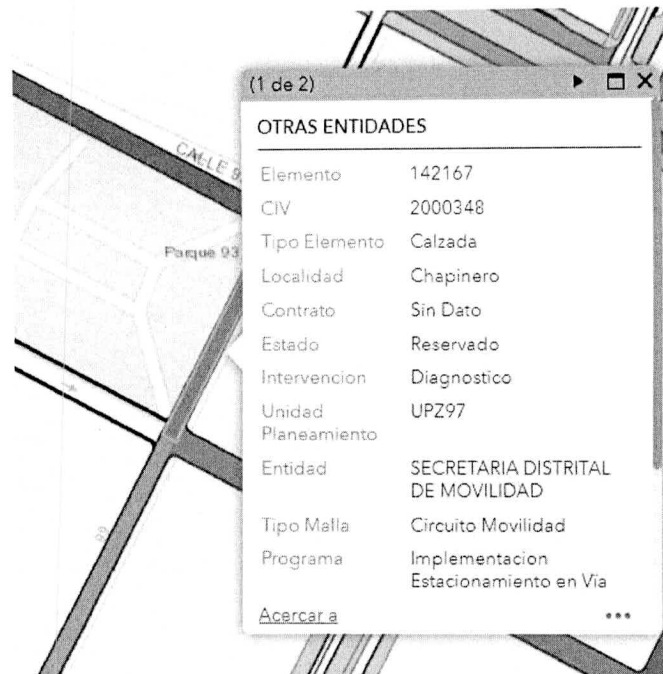 (1 de 2)
OTRAS ENTIDADES
Elemento 142167
CIV 2000348
Tipo Elemento Calzada
Localidad Chapinero
Contrato Sin Dato
Estado Reservado
Intervencion Diagnostico
Unidad Planeamiento UPZ97
Entidad SECRETARIA DISTRITAL
DE MOVILIDAD
Tipo Malla Circuito Movilidad
Programa Implementacion
Estacionamiento en Vía
Acercar a
CALLE 9
Parque 93